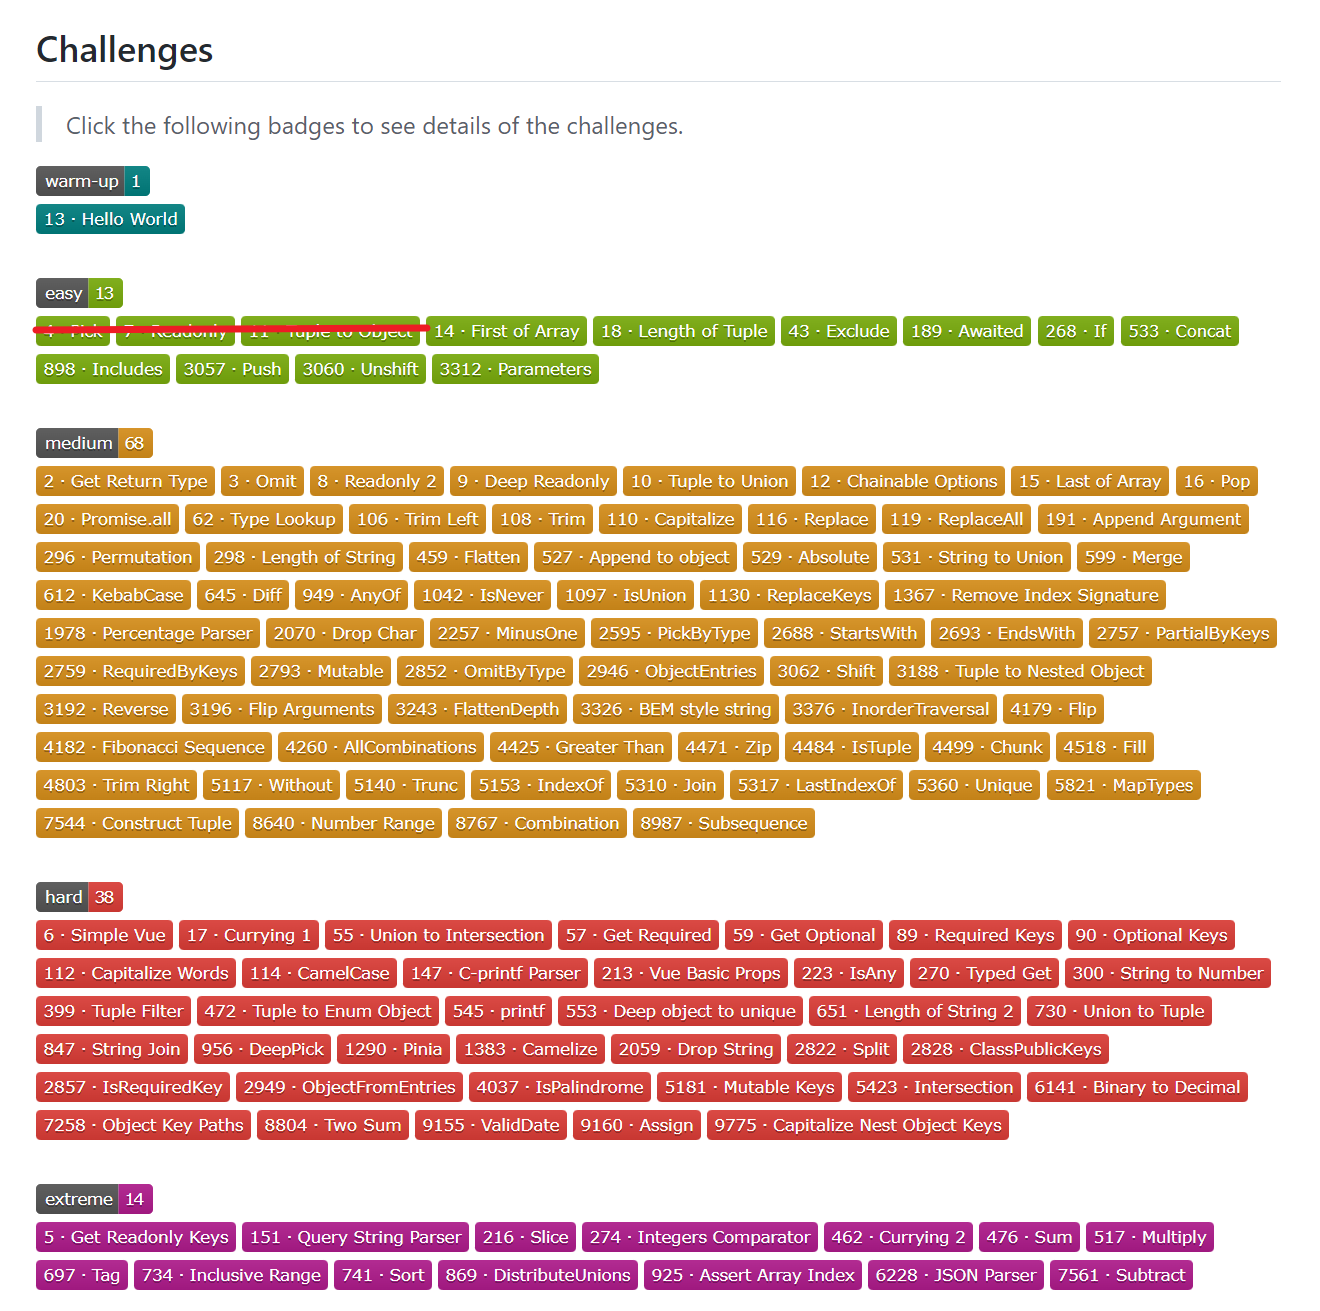 Challenges
Click the following badges to see details of the challenges.
warm-up 1
13 · Hello World
easy 13
4 · Pick 7 · Readonly 11 · Tuple to Object 14 · First of Array 18 · Length of Tuple 43 · Exclude 189 · Awaited 268 · If 533 · Concat
898 · Includes 3057 · Push 3060 · Unshift 3312 · Parameters
medium 68
2 · Get Return Type 3 · Omit 8 · Readonly 2 9 · Deep Readonly 10 · Tuple to Union 12 · Chainable Options 15 · Last of Array 16 · Pop
20 · Promise.all 62 · Type Lookup 106 · Trim Left 108 · Trim 110 · Capitalize 116 · Replace 119 · ReplaceAll 191 · Append Argument
296 · Permutation 298 · Length of String 459 · Flatten 527 · Append to object 529 · Absolute 531 · String to Union 599 · Merge
612 · KebabCase 645 · Diff 949 · AnyOf 1042 · IsNever 1097 · IsUnion 1130 · ReplaceKeys 1367 · Remove Index Signature
1978 · Percentage Parser 2070 · Drop Char 2257 · MinusOne 2595 · PickByType 2688 · StartsWith 2693 · EndsWith 2757 · PartialByKeys
2759 · RequiredByKeys 2793 · Mutable 2852 · OmitByType 2946 · ObjectEntries 3062 · Shift 3188 · Tuple to Nested Object
3192 · Reverse 3196 · Flip Arguments 3243 · FlattenDepth 3326 · BEM style string 3376 · InorderTraversal 4179 · Flip
4182 · Fibonacci Sequence 4260 · AllCombinations 4425 · Greater Than 4471 · Zip 4484 · IsTuple 4499 · Chunk 4518 · Fill
4803 · Trim Right 5117 · Without 5140 · Trunc 5153 · IndexOf 5310 · Join 5317 · LastIndexOf 5360 · Unique 5821 · MapTypes
7544 · Construct Tuple 8640 · Number Range 8767 · Combination 8987 · Subsequence
hard 38
6 · Simple Vue 17 · Currying 1 55 · Union to Intersection 57 · Get Required 59 · Get Optional 89 · Required Keys 90 · Optional Keys
112 · Capitalize Words 114 · CamelCase 147 · C-printf Parser 213 · Vue Basic Props 223 · IsAny 270 · Typed Get 300 · String to Number
399 · Tuple Filter 472 · Tuple to Enum Object 545 · printf 553 · Deep object to unique 651 · Length of String 2 730 · Union to Tuple
847 · String Join 956 · DeepPick 1290 · Pinia 1383 · Camelize 2059 · Drop String 2822 · Split 2828 · ClassPublicKeys
2857 · IsRequiredKey 2949 · ObjectFromEntries 4037 · IsPalindrome 5181 · Mutable Keys 5423 · Intersection 6141 · Binary to Decimal
7258 · Object Key Paths 8804 · Two Sum 9155 · ValidDate 9160 · Assign 9775 · Capitalize Nest Object Keys
extreme 14
5 · Get Readonly Keys 151 · Query String Parser 216 · Slice 274 · Integers Comparator 462 · Currying 2 476 · Sum 517 · Multiply
697 · Tag 734 · Inclusive Range 741 · Sort 869 · DistributeUnions 925 · Assert Array Index 6228 · JSON Parser 7561 · Subtract